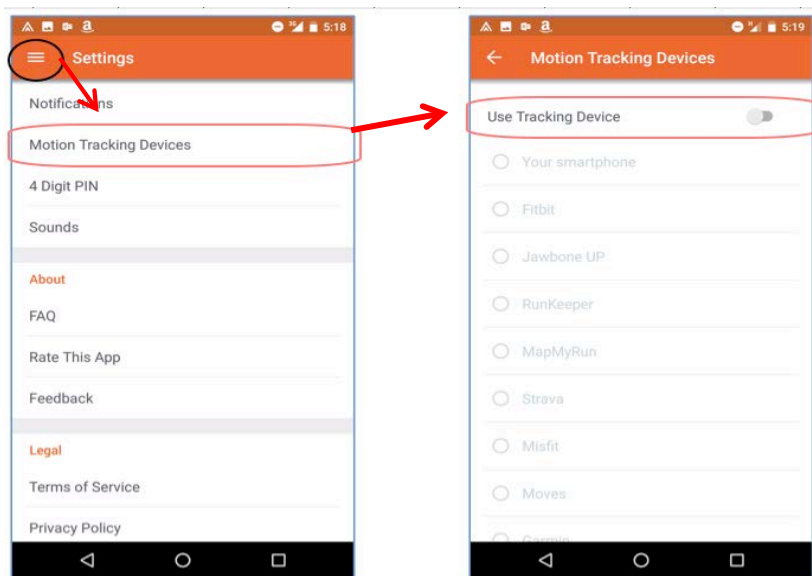 5:18
Settings
Notifications
Motion Tracking Devices
4 Digit PIN
Sounds
About
FAQ
Rate This App
Feedback
Legal
Terms of Service
Privacy Policy
a
5:19
Motion Tracking Devices
Use Tracking Device
Your smartphone
Fitbit
Jawbone UP
RunKeeper
MapMyRun
Strava
Misfit
Moves
Garmin